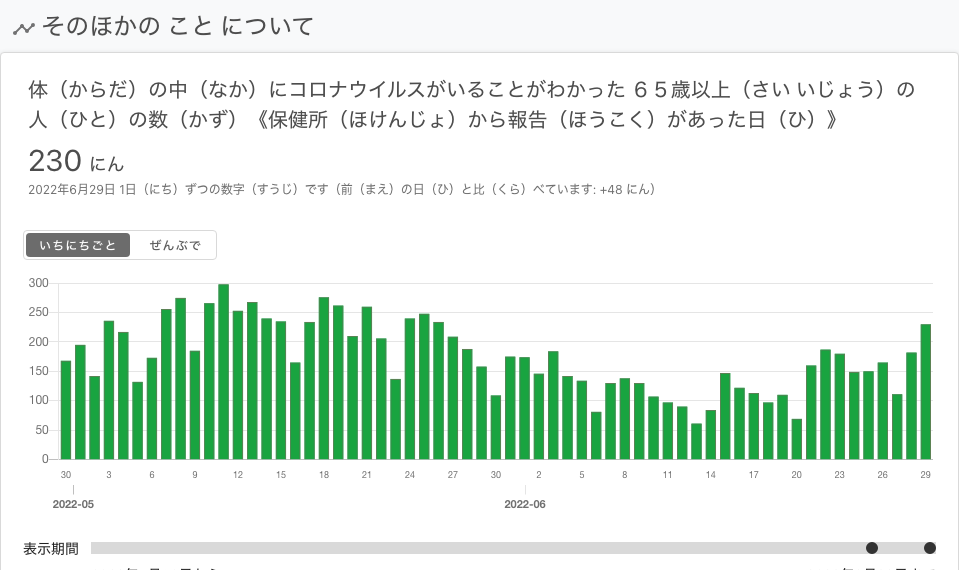 そのほかの こと について
体（からだ）の中（なか）にコロナウイルスがいることがわかった ６５歳以上（さい いじょう）の
人（ひと）の数（かず）《保健所（ほけんじょ）から報告（ほうこく）があった日（ひ）》
230 にん
2022年6月29日 1日（にち）ずつの数字（すうじ）です（前（まえ）の日（ひ）と比（くら）べています: +48 にん）
いちにちごと ぜんぶで
300
250
200
150
100
50
0
30 3 6 9 12 15 18 21 24 27 30 2 5 8 11 14 17 20 23 26 29
2022-05 2022-06
表示期間